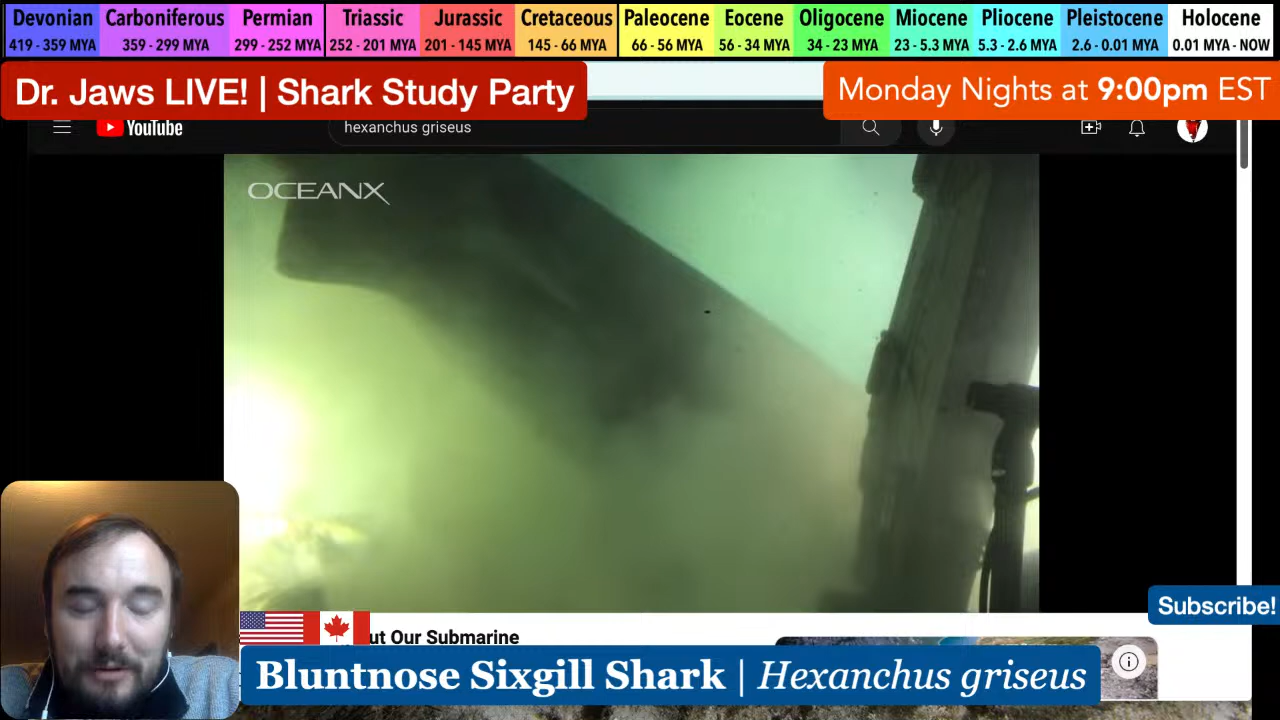 Devonian Carboniferous Permian Triassic Jurassic Cretaceous Paleocene Eocene Oligocene Miocene Pliocene Pleistocene Holocene
419 - 359 MYA 359 - 299 MYA 299 - 252 MYA 252 - 201 MYA 201 - 145 MYA 145 - 66 MYA 66 - 56 MYA 56 - 34 MYA 34 - 23 MYA 23 - 5.3 MYA 5.3 - 2.6 MYA 2.6 - 0.01 MYA 0.01 MYA - NOW
Dr. Jaws LIVE! | Shark Study Party
Monday Nights at 9:00pm EST
YouTube
hexanchus griseus
OCEANX
Subscribe!
ut Our Submarine
Bluntnose Sixgill Shark | Hexanchus griseus